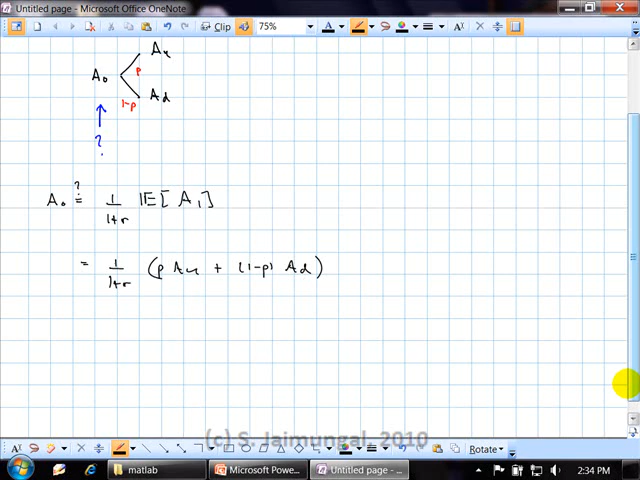 Untitled page - Microsoft Office OneNote
Clip
75%
A₀
Au
p
1-p
Ad
?
A₀ ?= 1/(1+r) 𝔼[A₁]
= 1/(1+r) (p Au + (1-p) Ad)
(c) S. Jaimungal, 2010
Rotate
matlab
Microsoft Powe...
Untitled page - ...
2:34 PM